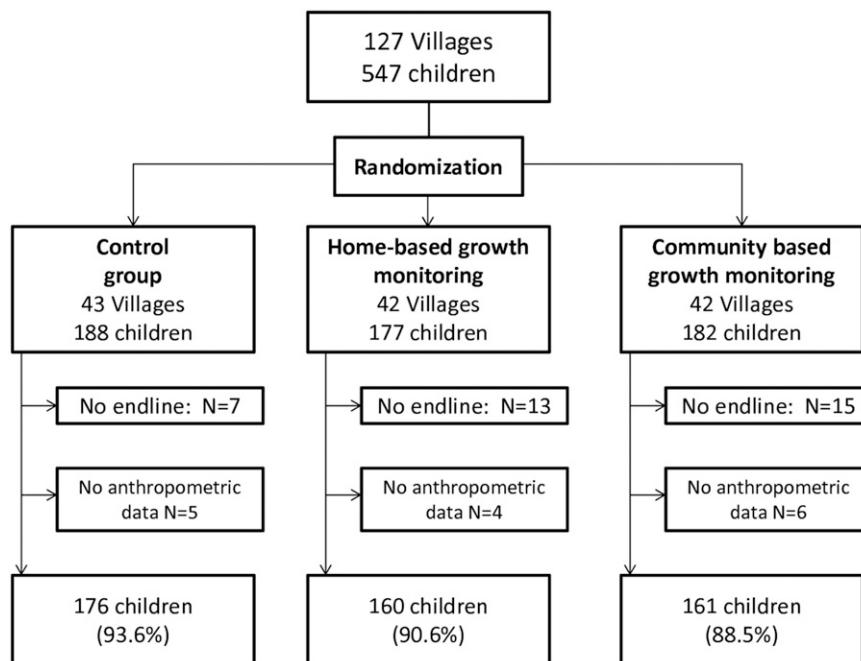 127 Villages
547 children
Randomization
Control
group
43 Villages
188 children
Home-based growth
monitoring
42 Villages
177 children
Community based
growth monitoring
42 Villages
182 children
No endline:  N=7
No endline:  N=13
No endline:  N=15
No anthropometric
data N=5
No anthropometric
data N=4
No anthropometric
data N=6
176 children
(93.6%)
160 children
(90.6%)
161 children
(88.5%)